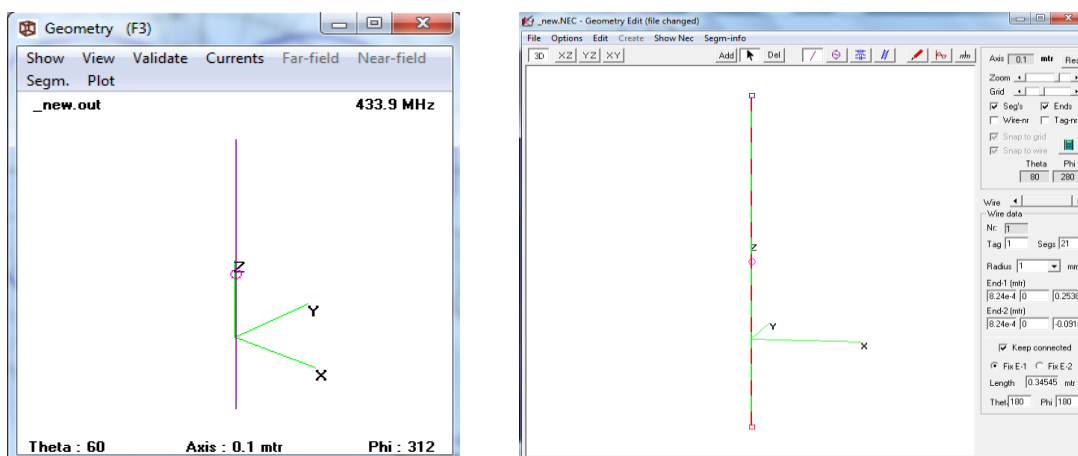 Geometry (F3)
Show View Validate Currents Far-field Near-field
Segm. Plot
_new.out 433.9 MHz
Z
Y
X
Theta : 60 Axis : 0.1 mtr Phi : 312
_new.NEC - Geometry Edit (file changed)
File Options Edit Create Show Nec Segm-info
3D XZ YZ XY Add Del
Z
Y
X
Axis 0.1 mtr Res
Zoom
Grid
Seg's Ends
Wire-nr Tag-nr
Snap to grid
Snap to wire
Theta Phi
80 280
Wire
Wire data
Nr. 1
Tag 1 Segs 21
Radius 1 mm
End-1 (mtr)
8.24e-4 0 0.2538
End-2 (mtr)
8.24e-4 0 -0.0916
Keep connected
Fix E-1 Fix E-2
Length 0.34545 mtr
Thet. 180 Phi 180